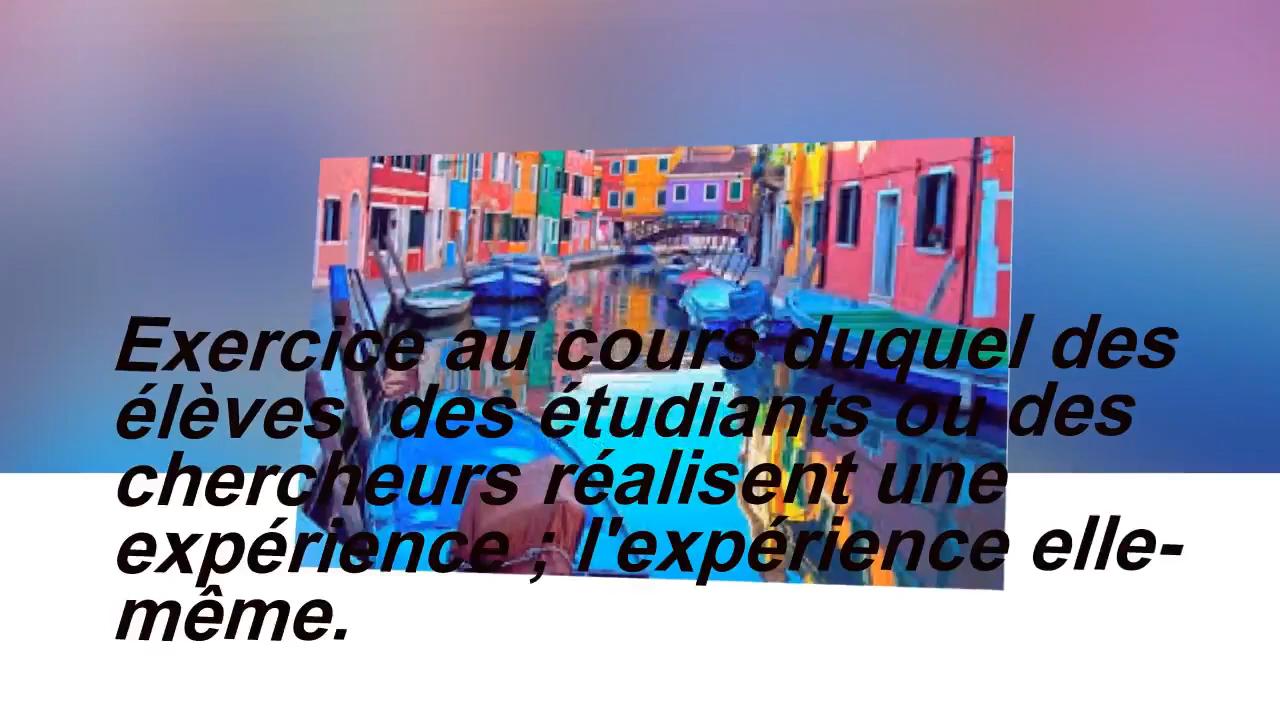 Exercice au cours duquel des
élèves, des étudiants ou des
chercheurs réalisent une
expérience ; l'expérience elle-
même.